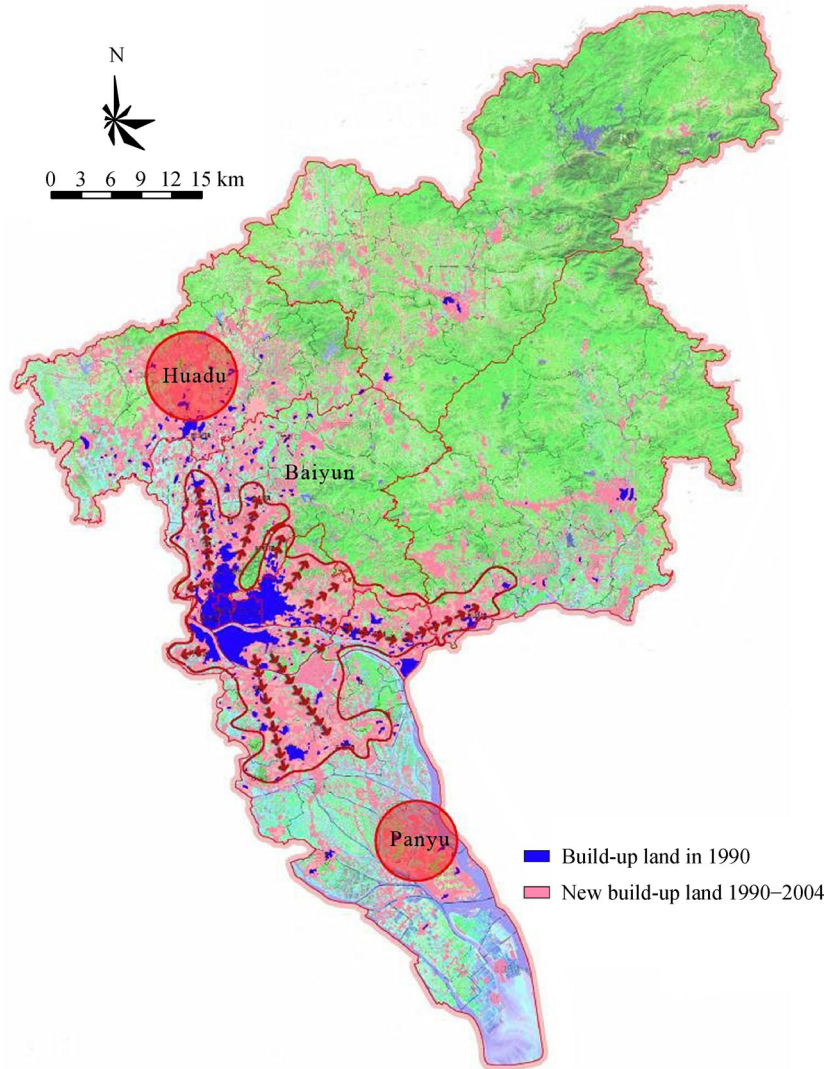 N
0 3 6 9 12 15 km
Huadu
Baiyun
Panyu
Build-up land in 1990
New build-up land 1990−2004